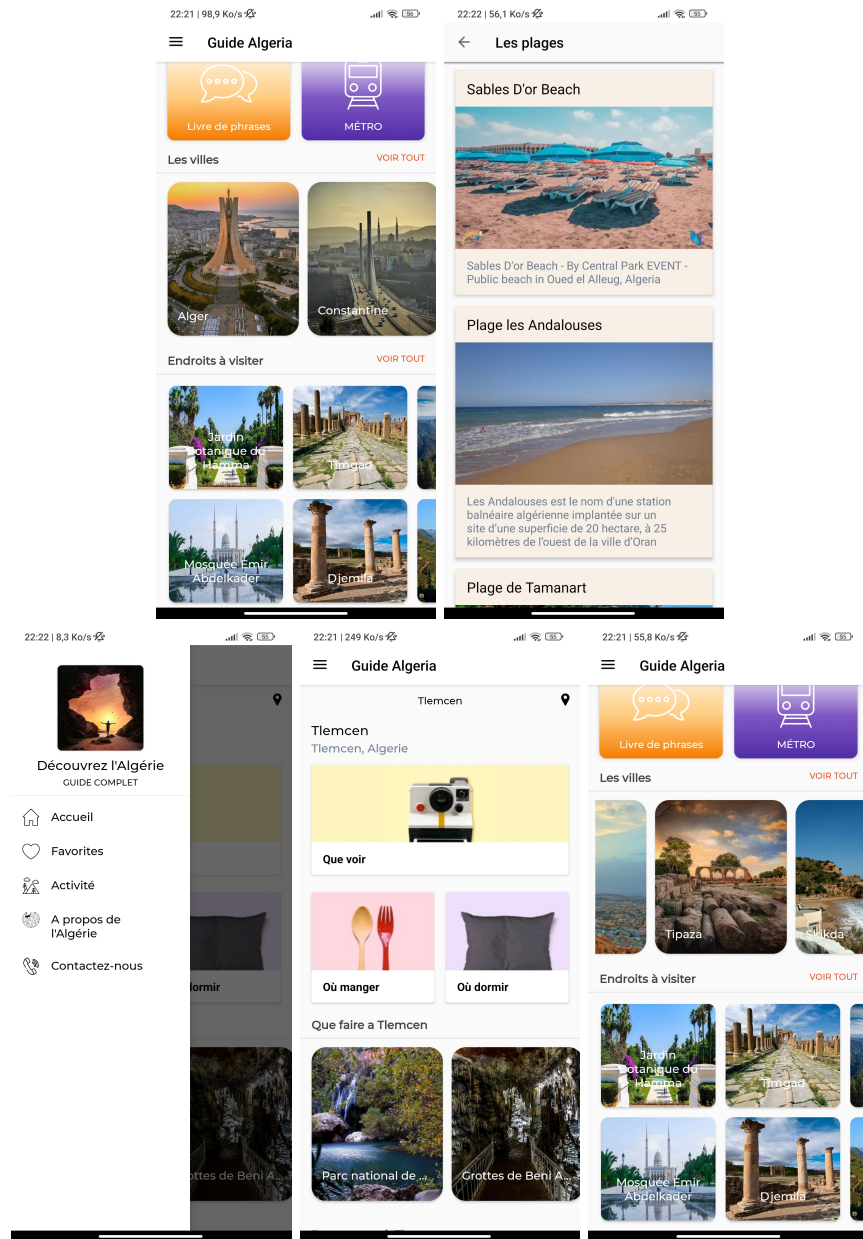 22:21 | 98,9 Ko/s
56
Guide Algeria
Livre de phrases
MÉTRO
Les villes
VOIR TOUT
Alger
Constantine
Endroits à visiter
VOIR TOUT
Jardin
Botanique du
Hamma
Timgad
Mosquée Emir
Abdelkader
Djemila
22:22 | 56,1 Ko/s
55
Les plages
Sables D'or Beach
Sables D'or Beach - By Central Park EVENT -
Public beach in Oued el Alleug, Algeria
Plage les Andalouses
Les Andalouses est le nom d'une station
balnéaire algérienne implantée sur un
site d'une superficie de 20 hectare, à 25
kilomètres de l'ouest de la ville d'Oran
Plage de Tamanart
22:22 | 8,3 Ko/s
55
Découvrez l'Algérie
GUIDE COMPLET
Accueil
Favorites
Activité
A propos de
l'Algérie
Contactez-nous
dormir
ottes de Beni A...
22:21 | 249 Ko/s
55
Guide Algeria
Tlemcen
Tlemcen
Tlemcen, Algerie
Que voir
Où manger
Où dormir
Que faire a Tlemcen
Parc national de ...
Grottes de Beni A...
22:21 | 55,8 Ko/s
55
Guide Algeria
Livre de phrases
MÉTRO
Les villes
VOIR TOUT
Tipaza
Skikda
Endroits à visiter
VOIR TOUT
Jardin
Botanique du
Hamma
Timgad
Mosquée Emir
Abdelkader
Djemila